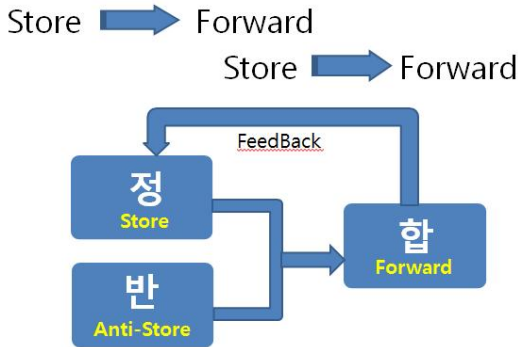 Store Forward
Store Forward
FeedBack
정
Store
합
Forward
반
Anti-Store